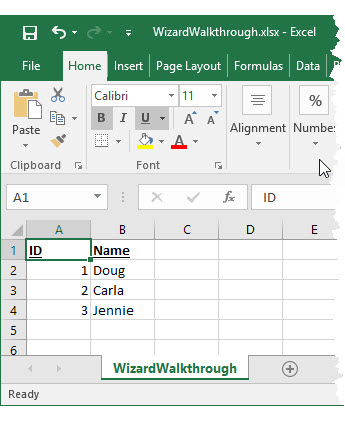 WizardWalkthrough.xlsx - Excel
File Home Insert Page Layout Formulas Data
Calibri 11
Paste B I U A A Alignment Number
A
Clipboard Font
A1 fx ID
A B C D E
1 ID Name
2 1 Doug
3 2 Carla
4 3 Jennie
5
6
WizardWalkthrough
Ready